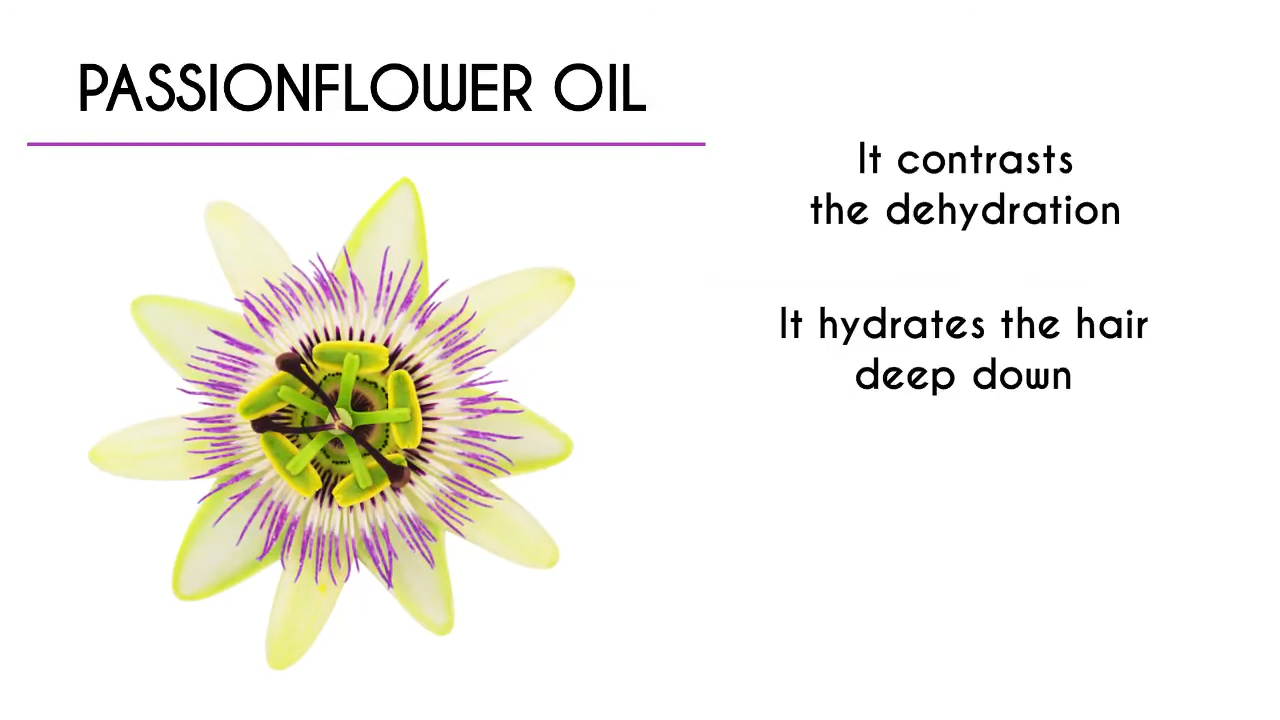 PASSIONFLOWER OIL
It contrasts
the dehydration
It hydrates the hair
deep down